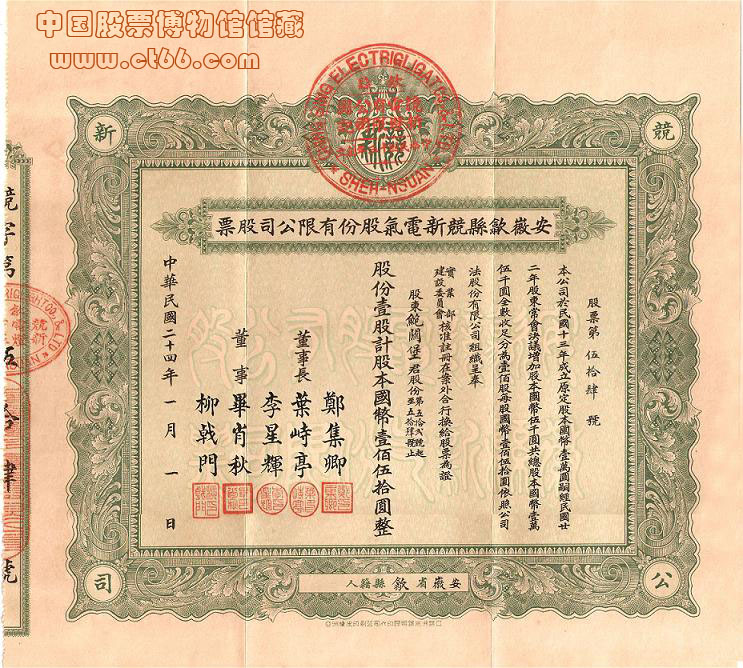 中国股票博物馆馆藏
www.ct66.com
SHEH-HSUAN
競新公司
安徽歙縣競新電氣股份有限公司股票
股票第伍拾肆號
本公司於民國十三年成立原定股本國幣壹萬圓嗣經民國廿
二年股東常會決議增加股本國幣伍千圓共總股本國幣壹萬
伍千圓全數收足分為壹佰股每股國幣壹佰伍拾圓依照公司
法股份有限公司組織呈奉
實業部
建設委員會核准註冊在案外合行換給股票為證
股東鮑閬堡君股份第五拾弍號起
至五拾肆號止
股份壹股計股本國幣壹佰伍拾圓整
鄭集卿
董事長葉峙亭
李星輝
董事畢肖秋
柳戟門
中華民國二十四年一月一日
安徽省歙縣籍人
競字第
伍拾肆號